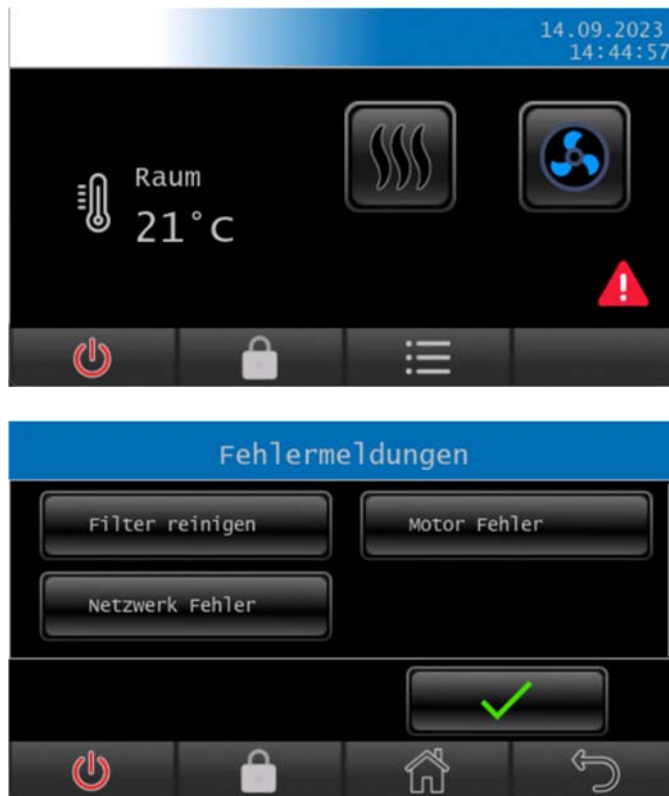 14.09.2023
14:44:57
Raum
21°C
Fehlermeldungen
Filter reinigen
Motor Fehler
Netzwerk Fehler